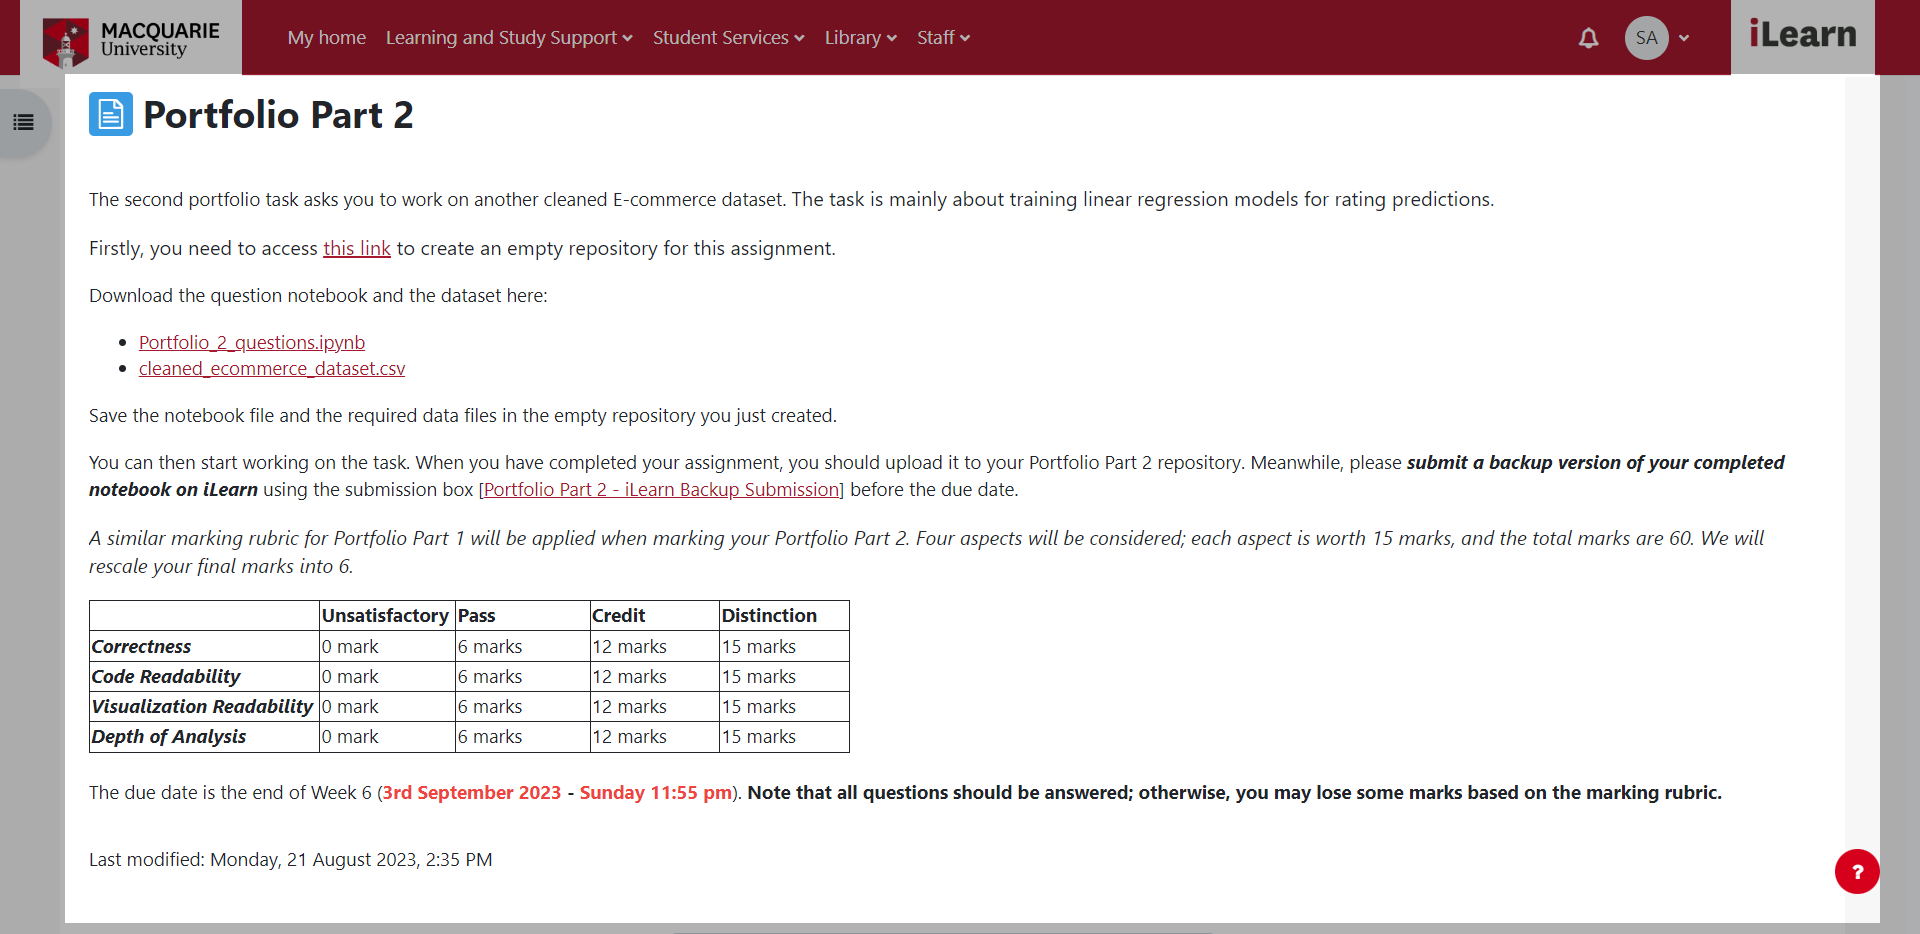 MACQUARIE
University
My home Learning and Study Support Student Services Library Staff
SA
iLearn
Portfolio Part 2
The second portfolio task asks you to work on another cleaned E-commerce dataset. The task is mainly about training linear regression models for rating predictions.
Firstly, you need to access this link to create an empty repository for this assignment.
Download the question notebook and the dataset here:
• Portfolio_2_questions.ipynb
• cleaned_ecommerce_dataset.csv
Save the notebook file and the required data files in the empty repository you just created.
You can then start working on the task. When you have completed your assignment, you should upload it to your Portfolio Part 2 repository. Meanwhile, please submit a backup version of your completed
notebook on iLearn using the submission box [Portfolio Part 2 - iLearn Backup Submission] before the due date.
A similar marking rubric for Portfolio Part 1 will be applied when marking your Portfolio Part 2. Four aspects will be considered; each aspect is worth 15 marks, and the total marks are 60. We will
rescale your final marks into 6.
Unsatisfactory Pass Credit Distinction
Correctness 0 mark 6 marks 12 marks 15 marks
Code Readability 0 mark 6 marks 12 marks 15 marks
Visualization Readability 0 mark 6 marks 12 marks 15 marks
Depth of Analysis 0 mark 6 marks 12 marks 15 marks
The due date is the end of Week 6 (3rd September 2023 - Sunday 11:55 pm). Note that all questions should be answered; otherwise, you may lose some marks based on the marking rubric.
Last modified: Monday, 21 August 2023, 2:35 PM
?